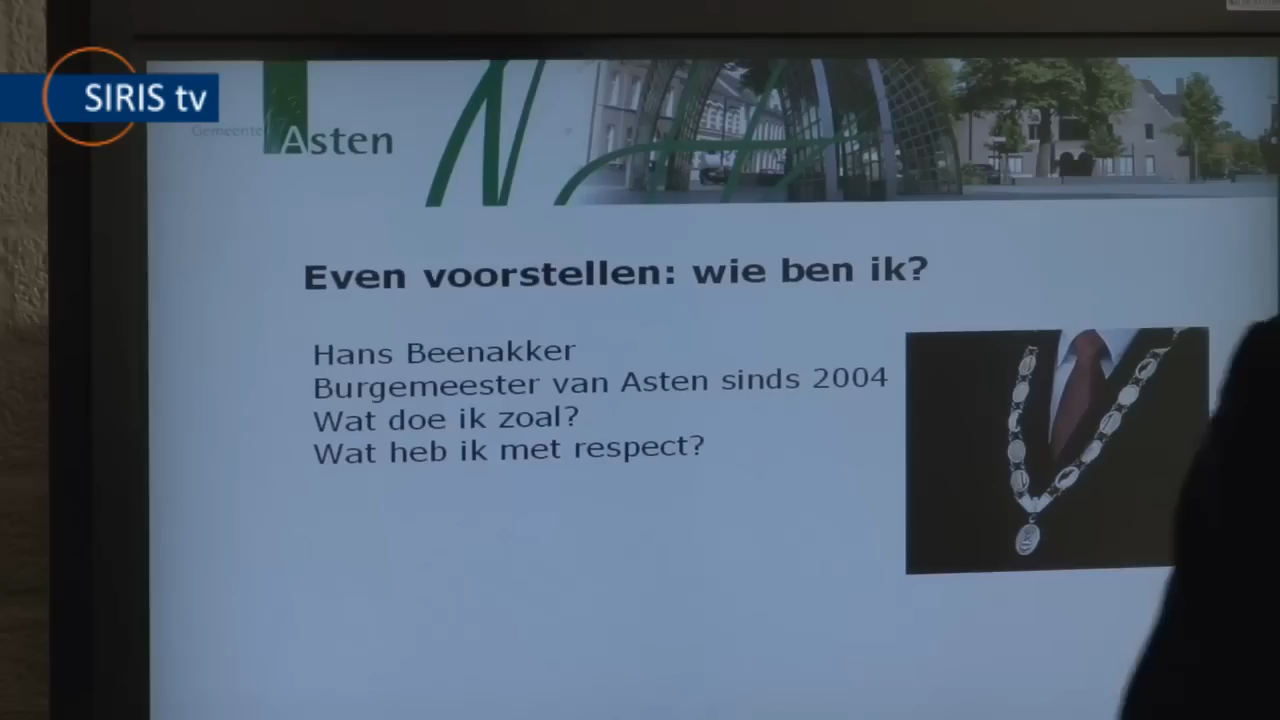 SIRIS tv
Gemeente
Asten
Even voorstellen: wie ben ik?
Hans Beenakker
Burgemeester van Asten sinds 2004
Wat doe ik zoal?
Wat heb ik met respect?